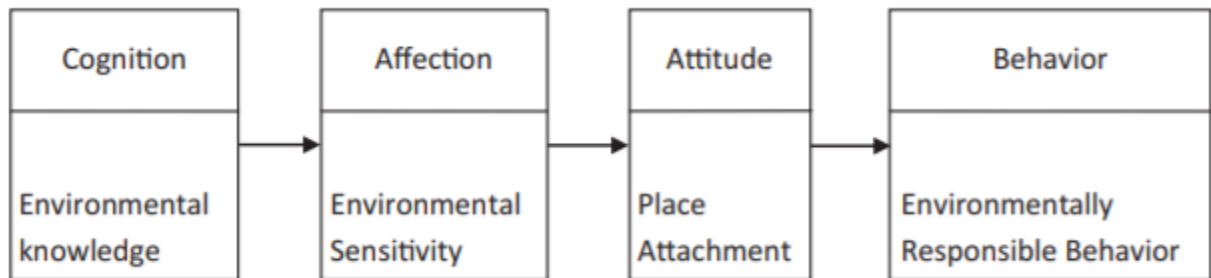 Cognition
Affection
Attitude
Behavior
Environmental
knowledge
Environmental
Sensitivity
Place
Attachment
Environmentally
Responsible Behavior